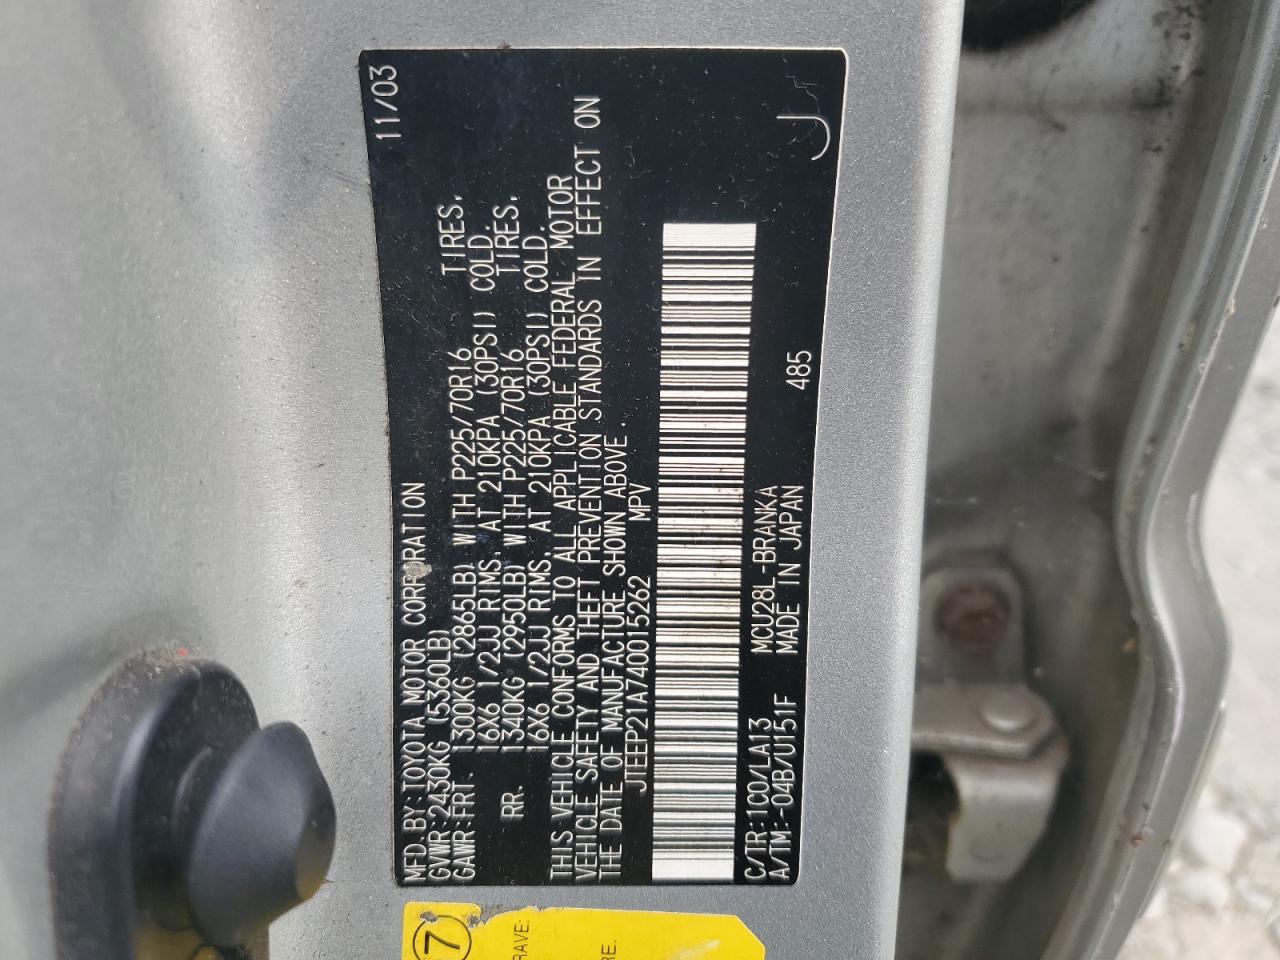 MFD. BY: TOYOTA MOTOR CORPORATION 11/03
GVWR: 2430KG (5360LB)
GAWR: FRT. 1300KG (2865LB) WITH P225/70R16 TIRES,
16X6 1/2JJ RIMS, AT 210KPA (30PSI) COLD.
RR. 1340KG (2950LB) WITH P225/70R16 TIRES,
16X6 1/2JJ RIMS, AT 210KPA (30PSI) COLD.
THIS VEHICLE CONFORMS TO ALL APPLICABLE FEDERAL MOTOR
VEHICLE SAFETY AND THEFT PREVENTION STANDARDS IN EFFECT ON
THE DATE OF MANUFACTURE SHOWN ABOVE.
JTEEP21A740015262 MPV
C/TR: 1C0/LA13 MCU28L-BRANKA
A/TM: -04B/U151F MADE IN JAPAN 485
J
7
RAVE:
RE.